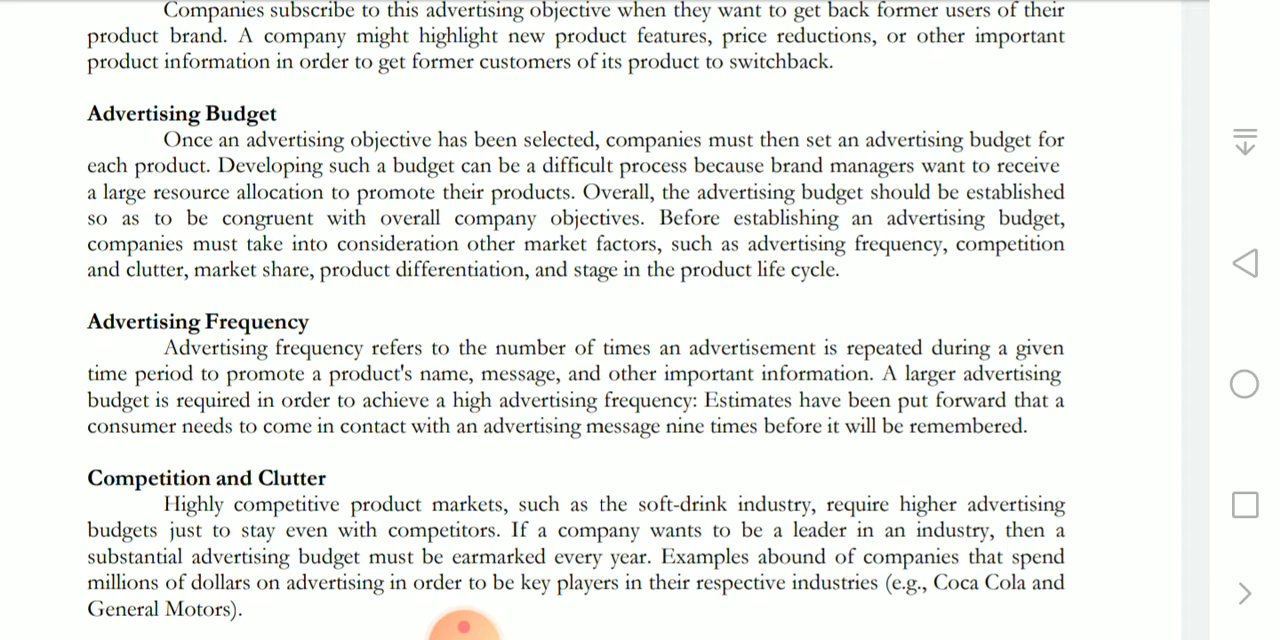 Companies subscribe to this advertising objective when they want to get back former users of their
product brand. A company might highlight new product features, price reductions, or other important
product information in order to get former customers of its product to switchback.
Advertising Budget
Once an advertising objective has been selected, companies must then set an advertising budget for
each product. Developing such a budget can be a difficult process because brand managers want to receive
a large resource allocation to promote their products. Overall, the advertising budget should be established
so as to be congruent with overall company objectives. Before establishing an advertising budget,
companies must take into consideration other market factors, such as advertising frequency, competition
and clutter, market share, product differentiation, and stage in the product life cycle.
Advertising Frequency
Advertising frequency refers to the number of times an advertisement is repeated during a given
time period to promote a product's name, message, and other important information. A larger advertising
budget is required in order to achieve a high advertising frequency: Estimates have been put forward that a
consumer needs to come in contact with an advertising message nine times before it will be remembered.
Competition and Clutter
Highly competitive product markets, such as the soft-drink industry, require higher advertising
budgets just to stay even with competitors. If a company wants to be a leader in an industry, then a
substantial advertising budget must be earmarked every year. Examples abound of companies that spend
millions of dollars on advertising in order to be key players in their respective industries (e.g., Coca Cola and
General Motors).